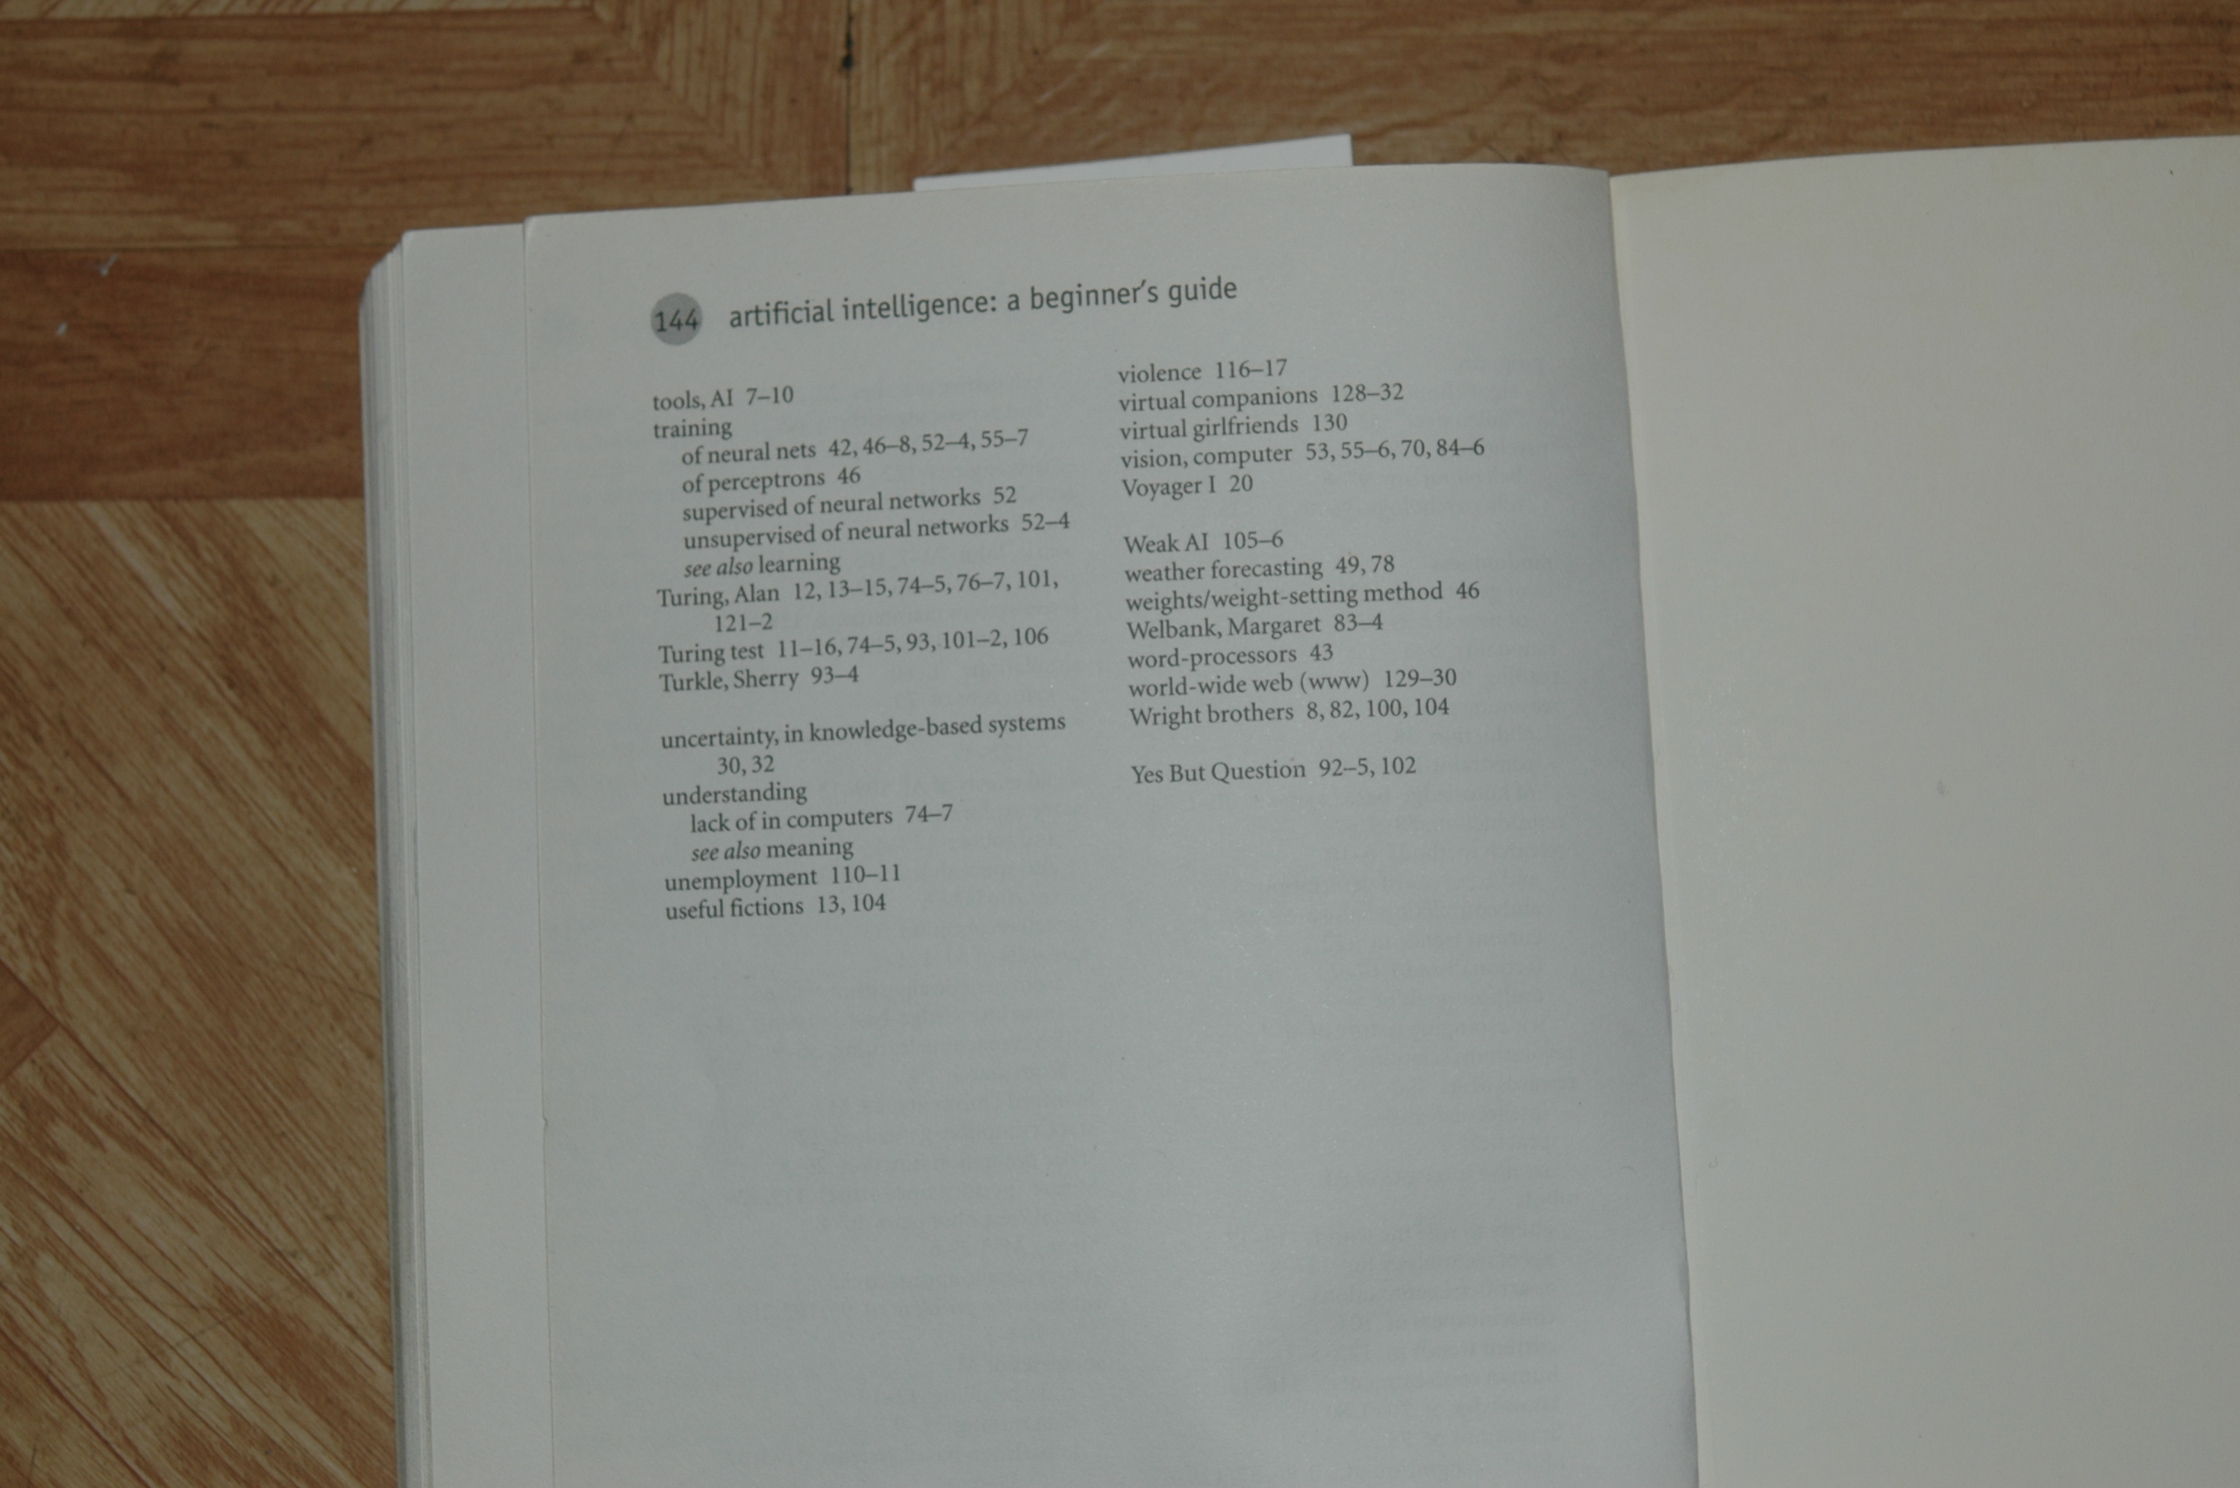 144 artificial intelligence: a beginner's guide
tools, AI 7–10
training
of neural nets 42, 46–8, 52–4, 55–7
of perceptrons 46
supervised of neural networks 52
unsupervised of neural networks 52–4
see also learning
Turing, Alan 12, 13–15, 74–5, 76–7, 101,
121–2
Turing test 11–16, 74–5, 93, 101–2, 106
Turkle, Sherry 93–4
uncertainty, in knowledge-based systems
30, 32
understanding
lack of in computers 74–7
see also meaning
unemployment 110–11
useful fictions 13, 104
violence 116–17
virtual companions 128–32
virtual girlfriends 130
vision, computer 53, 55–6, 70, 84–6
Voyager I 20
Weak AI 105–6
weather forecasting 49, 78
weights/weight-setting method 46
Welbank, Margaret 83–4
word-processors 43
world-wide web (www) 129–30
Wright brothers 8, 82, 100, 104
Yes But Question 92–5, 102